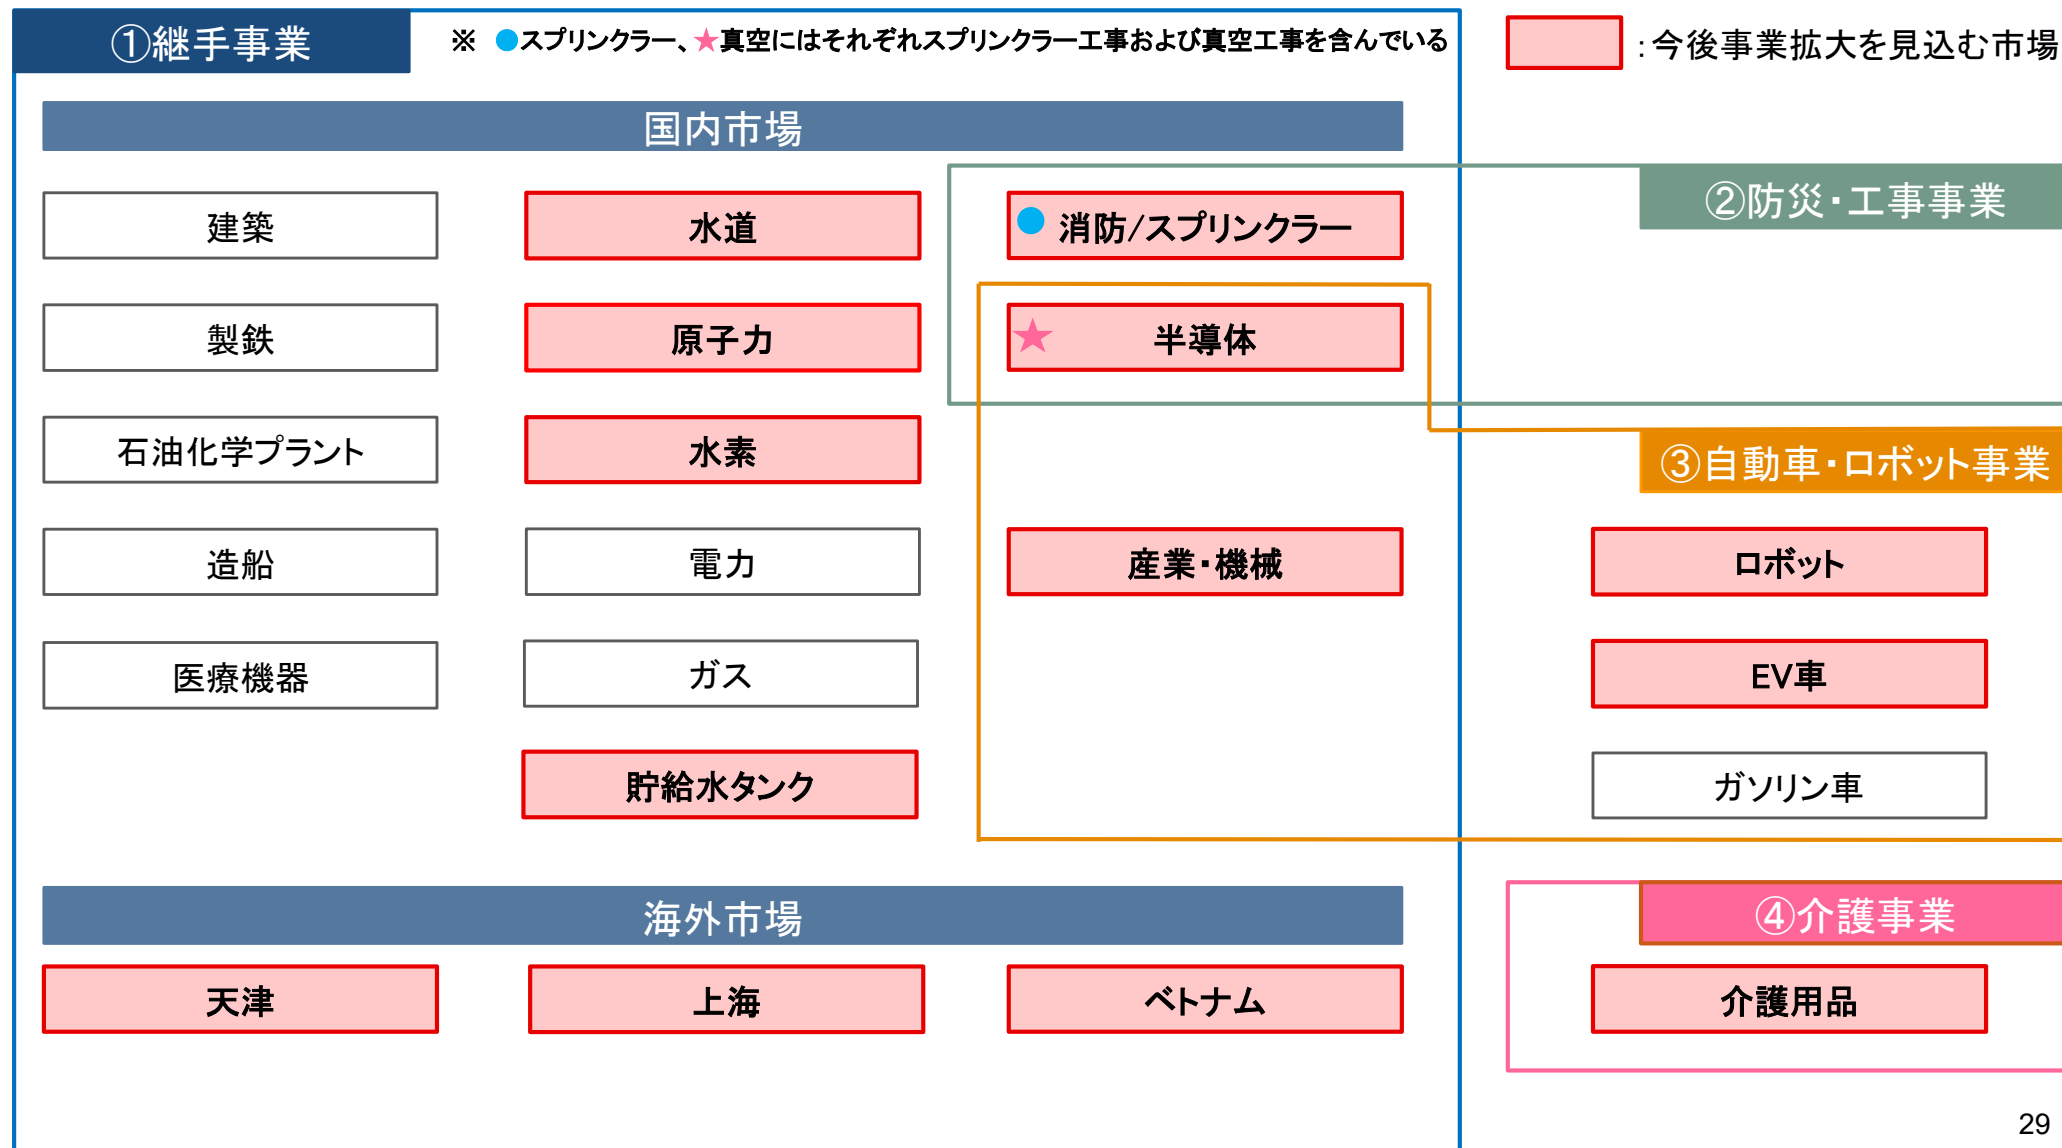 ①継手事業
※ ●スプリンクラー、★真空にはそれぞれスプリンクラー工事および真空工事を含んでいる
：今後事業拡大を見込む市場
国内市場
②防災・工事事業
建築
水道
● 消防/スプリンクラー
製鉄
原子力
★ 半導体
石油化学プラント
水素
③自動車・ロボット事業
造船
電力
産業・機械
ロボット
医療機器
ガス
EV車
貯給水タンク
ガソリン車
海外市場
④介護事業
天津
上海
ベトナム
介護用品
29